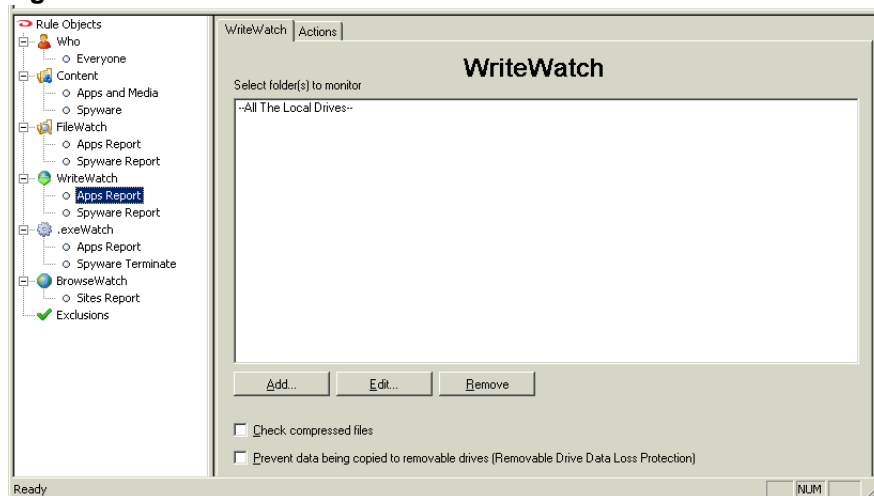 Rule Objects
Who
Everyone
Content
Apps and Media
Spyware
FileWatch
Apps Report
Spyware Report
WriteWatch
Apps Report
Spyware Report
.exeWatch
Apps Report
Spyware Terminate
BrowseWatch
Sites Report
Exclusions
WriteWatch
Actions
WriteWatch
Select folder(s) to monitor
--All The Local Drives--
Add...
Edit...
Remove
Check compressed files
Prevent data being copied to removable drives (Removable Drive Data Loss Protection)
Ready
NUM